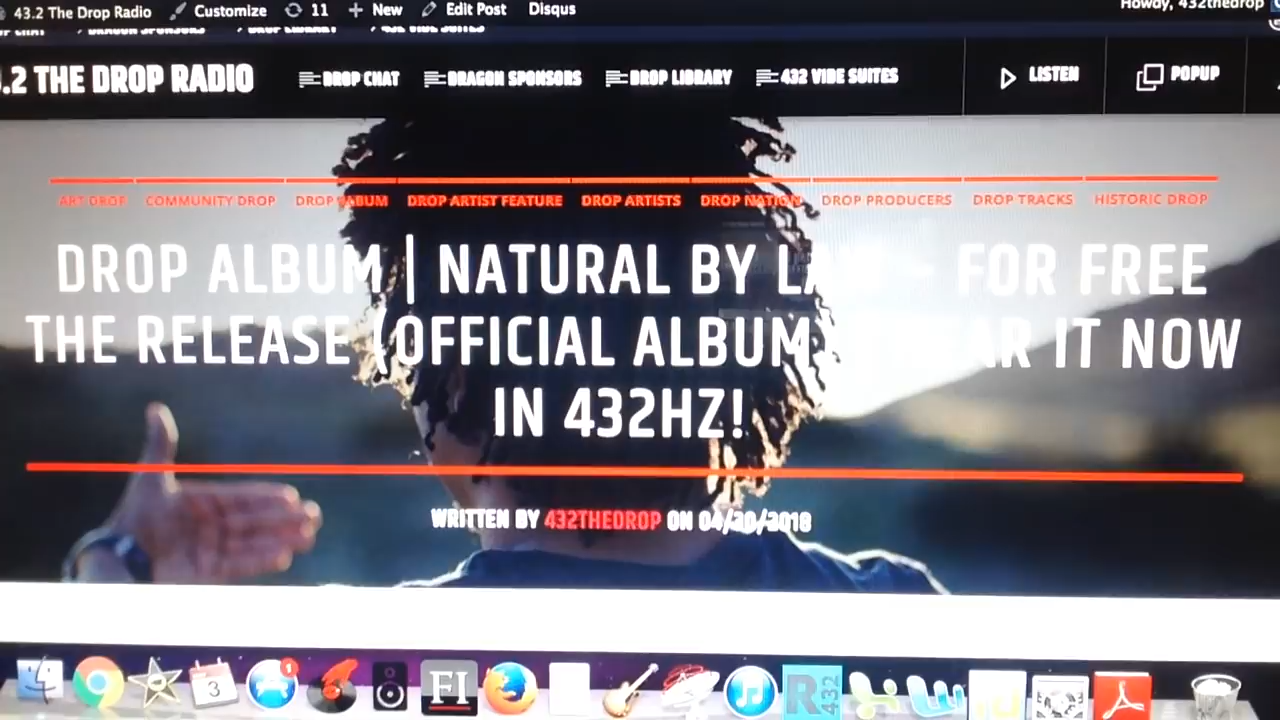 43.2 The Drop Radio Customize 11 New Edit Post Disqus Howdy, 432thedrop
.2 THE DROP RADIO DROP CHAT DRAGON SPONSORS DROP LIBRARY 432 VIBE SUITES LISTEN POPUP
ART DROP COMMUNITY DROP DROP ALBUM DROP ARTIST FEATURE DROP ARTISTS DROP NATION DROP PRODUCERS DROP TRACKS HISTORIC DROP
DROP ALBUM | NATURAL BY - FOR FREE
THE RELEASE (OFFICIAL ALBUM) IT NOW
IN 432HZ!
WRITTEN BY 432THEDROP ON 04/20/2018
3 1 FI R 432